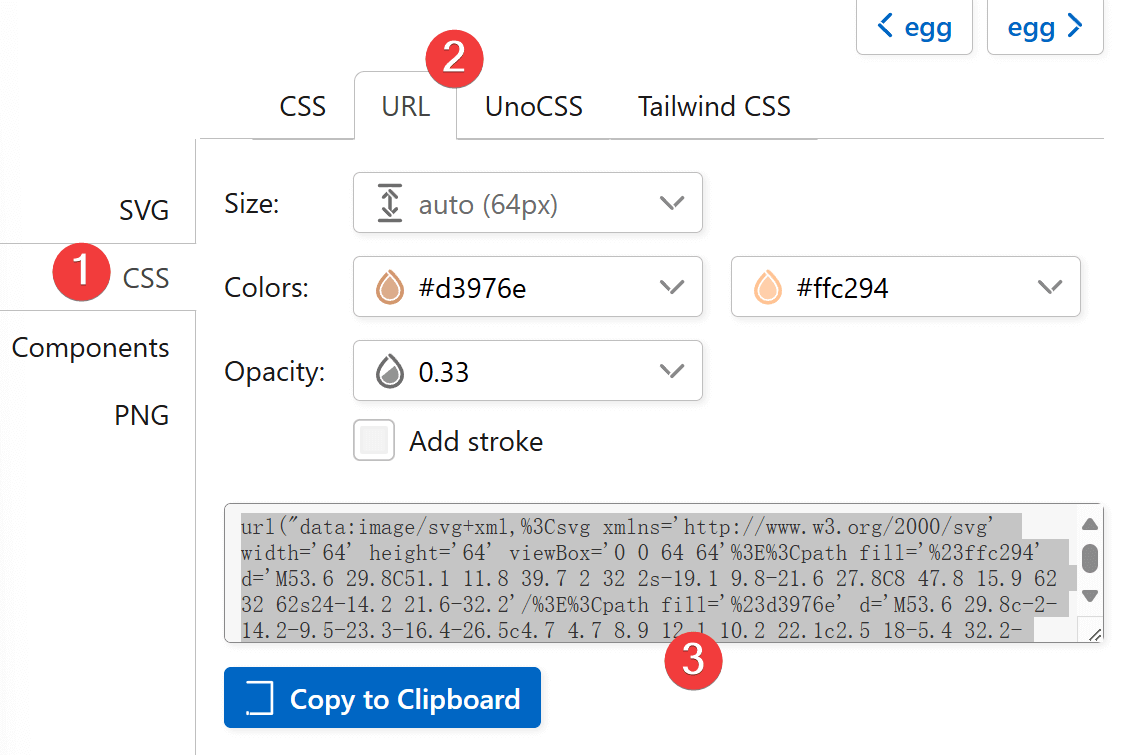 egg
egg
2
CSS
URL
UnoCSS
Tailwind CSS
SVG
1
CSS
Components
PNG
Size:
auto (64px)
Colors:
#d3976e
#ffc294
Opacity:
0.33
Add stroke
url("data:image/svg+xml,%3Csvg xmlns='http://www.w3.org/2000/svg'
width='64' height='64' viewBox='0 0 64 64'%3E%3Cpath fill='%23ffc294'
d='M53.6 29.8C51.1 11.8 39.7 2 32 2s-19.1 9.8-21.6 27.8C8 47.8 15.9 62
32 62s24-14.2 21.6-32.2'/%3E%3Cpath fill='%23d3976e' d='M53.6 29.8c-2-
14.2-9.5-23.3-16.4-26.5c4.7 4.7 8.9 12.1 10.2 22.1c2.5 18-5.4 32.2-
3
Copy to Clipboard